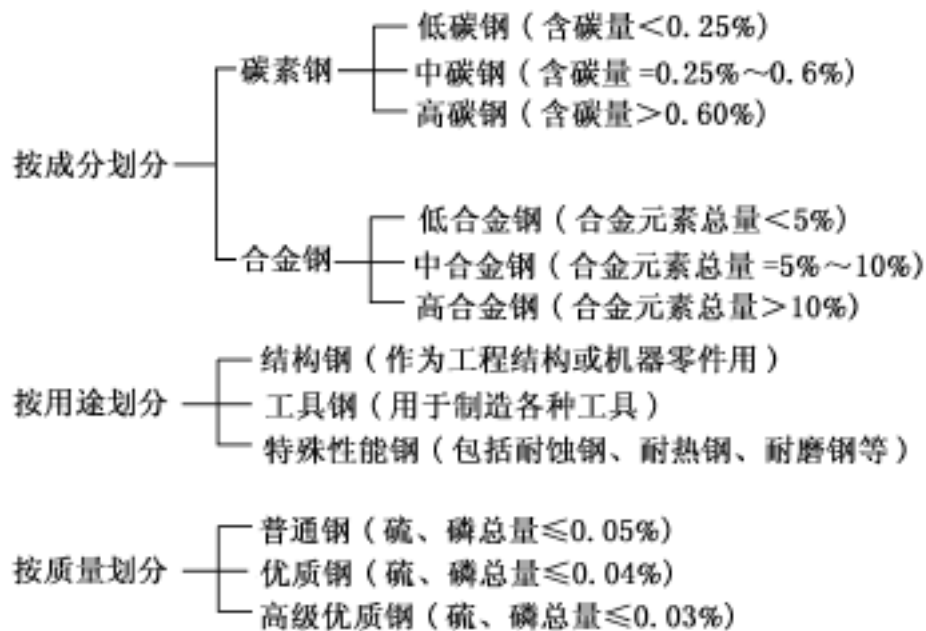 低碳钢（含碳量＜0.25%）
碳素钢
中碳钢（含碳量=0.25%～0.6%）
高碳钢（含碳量＞0.60%）
按成分划分
低合金钢（合金元素总量＜5%）
合金钢
中合金钢（合金元素总量=5%～10%）
高合金钢（合金元素总量＞10%）
结构钢（作为工程结构或机器零件用）
按用途划分
工具钢（用于制造各种工具）
特殊性能钢（包括耐蚀钢、耐热钢、耐磨钢等）
普通钢（硫、磷总量≤0.05%）
按质量划分
优质钢（硫、磷总量≤0.04%）
高级优质钢（硫、磷总量≤0.03%）